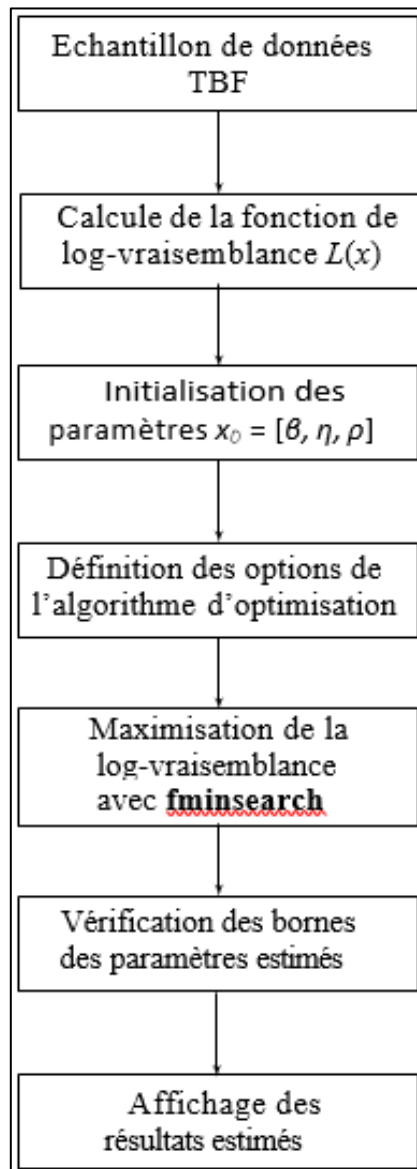 Echantillon de données
TBF
Calcule de la fonction de
log-vraisemblance L(x)
Initialisation des
paramètres x₀ = [β, η, ρ]
Définition des options de
l'algorithme d'optimisation
Maximisation de la
log-vraisemblance
avec fminsearch
Vérification des bornes
des paramètres estimés
Affichage des
résultats estimés